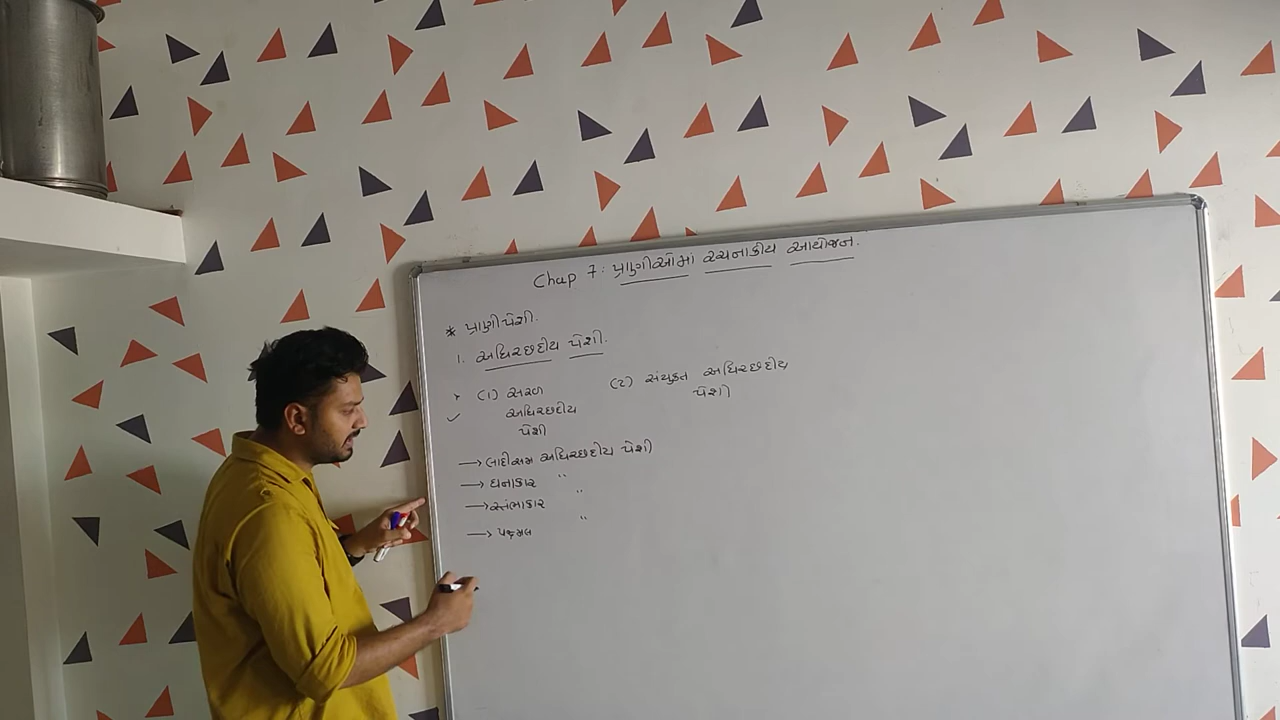 Chap 7: પ્રાણીઓમાં રચનાકીય આયોજન.
* પ્રાણીપેશી.
1. અધિચ્છદીય પેશી.
(1) સરળ
અધિચ્છદીય
પેશી
(2) સંયુક્ત અધિચ્છદીય
પેશી
→ લાદીસમ અધિચ્છદીય પેશી
→ ઘનાકાર "
→ સ્તંભાકાર "
→ પક્ષ્મલ "